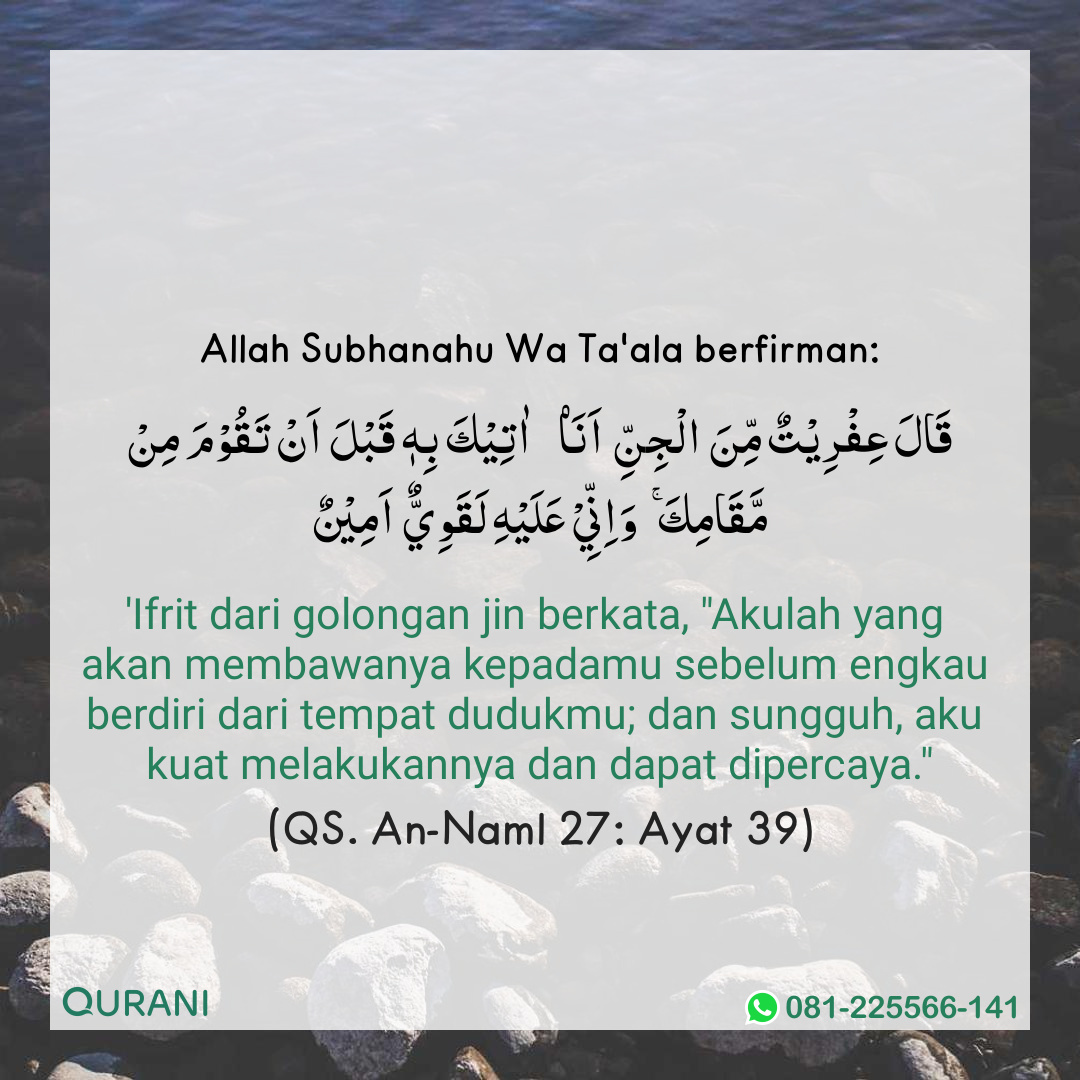 Allah Subhanahu Wa Ta'ala berfirman:
قَالَ عِفْرِيْتٌ مِّنَ الْجِنِّ اَنَا۠ اٰتِيْكَ بِهٖ قَبْلَ اَنْ تَقُوْمَ مِنْ
مَّقَامِكَۚ وَاِنِّيْ عَلَيْهِ لَقَوِيٌّ اَمِيْنٌ
'Ifrit dari golongan jin berkata, "Akulah yang
akan membawanya kepadamu sebelum engkau
berdiri dari tempat dudukmu; dan sungguh, aku
kuat melakukannya dan dapat dipercaya."
(QS. An-Naml 27: Ayat 39)
QURANI
081-225566-141